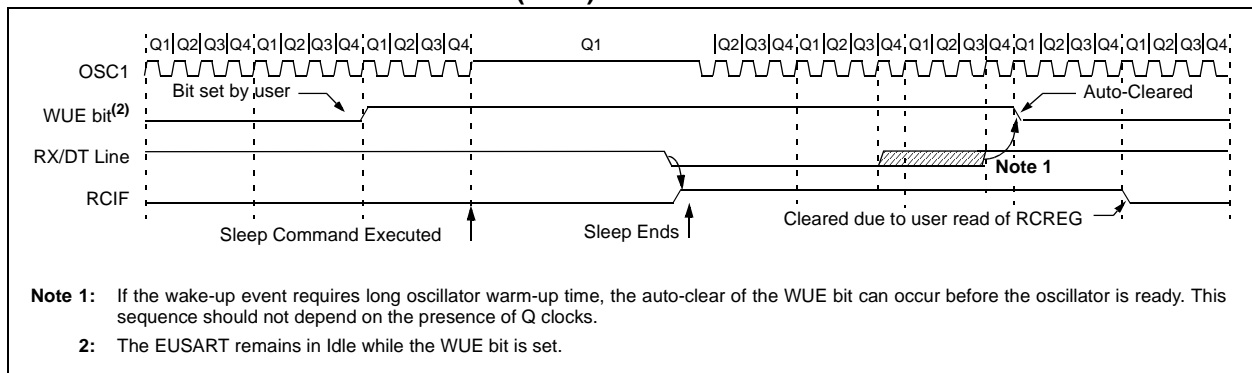 Q1 Q2 Q3 Q4 Q1 Q2 Q3 Q4 Q1 Q2 Q3 Q4 Q1 Q2 Q3 Q4 Q1 Q2 Q3 Q4 Q1 Q2 Q3 Q4 Q1 Q2 Q3 Q4 Q1 Q2 Q3 Q4
OSC1
Bit set by user
Auto-Cleared
WUE bit(2)
RX/DT Line
Note 1
RCIF
Cleared due to user read of RCREG
Sleep Command Executed
Sleep Ends
Note 1: If the wake-up event requires long oscillator warm-up time, the auto-clear of the WUE bit can occur before the oscillator is ready. This
sequence should not depend on the presence of Q clocks.
2: The EUSART remains in Idle while the WUE bit is set.